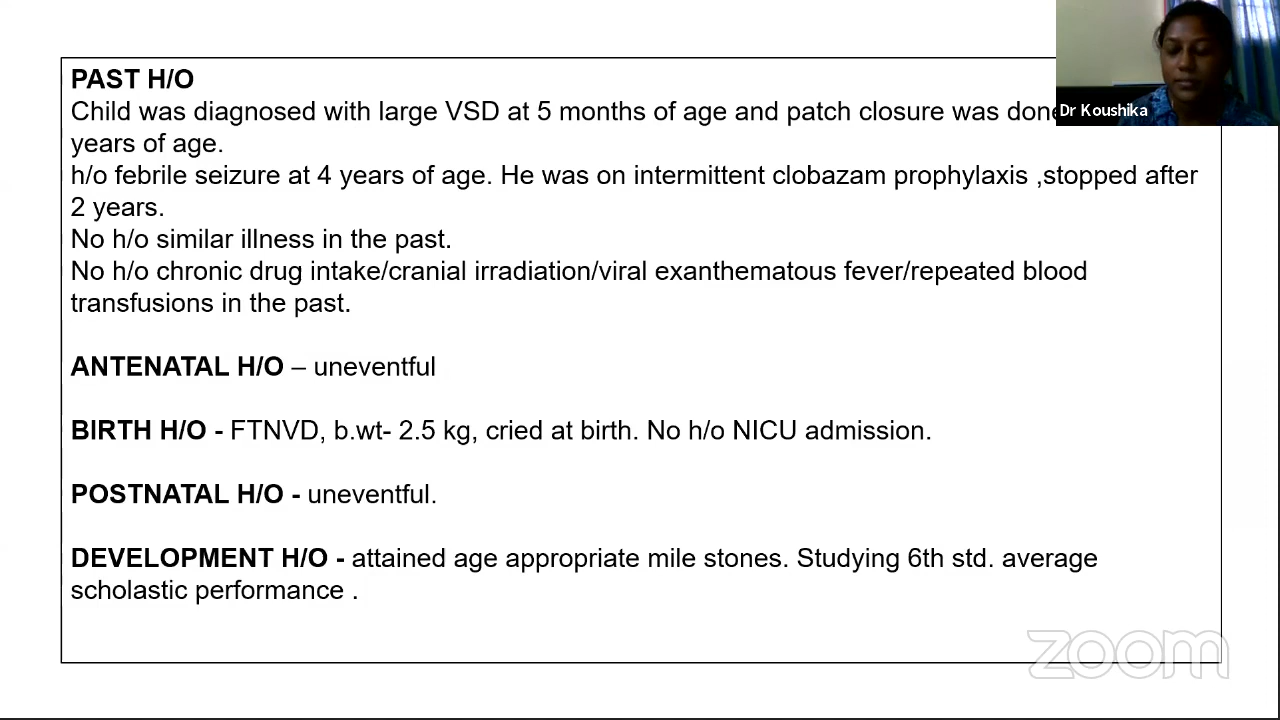 PAST H/O
Child was diagnosed with large VSD at 5 months of age and patch closure was done
years of age.
h/o febrile seizure at 4 years of age. He was on intermittent clobazam prophylaxis ,stopped after
2 years.
No h/o similar illness in the past.
No h/o chronic drug intake/cranial irradiation/viral exanthematous fever/repeated blood
transfusions in the past.
ANTENATAL H/O – uneventful
BIRTH H/O - FTNVD, b.wt- 2.5 kg, cried at birth. No h/o NICU admission.
POSTNATAL H/O - uneventful.
DEVELOPMENT H/O - attained age appropriate mile stones. Studying 6th std. average
scholastic performance .
Dr Koushika
zoom